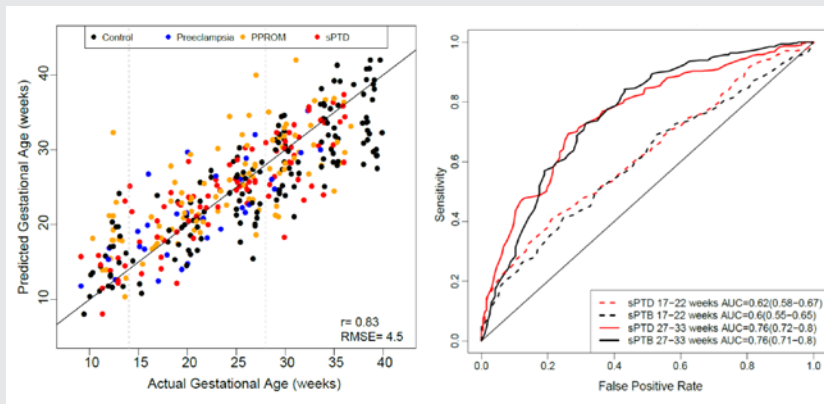 Control Preeclampsia PPROM sPTD
Predicted Gestational Age (weeks)
40
30
20
10
r= 0.83
RMSE= 4.5
10 15 20 25 30 35 40
Actual Gestational Age (weeks)
Sensitivity
1.0
0.8
0.6
0.4
0.2
0.0
sPTD 17-22 weeks AUC=0.62(0.58-0.67)
sPTB 17-22 weeks AUC=0.6(0.55-0.65)
sPTD 27-33 weeks AUC=0.76(0.72-0.8)
sPTB 27-33 weeks AUC=0.76(0.71-0.8)
0.0 0.2 0.4 0.6 0.8 1.0
False Positive Rate